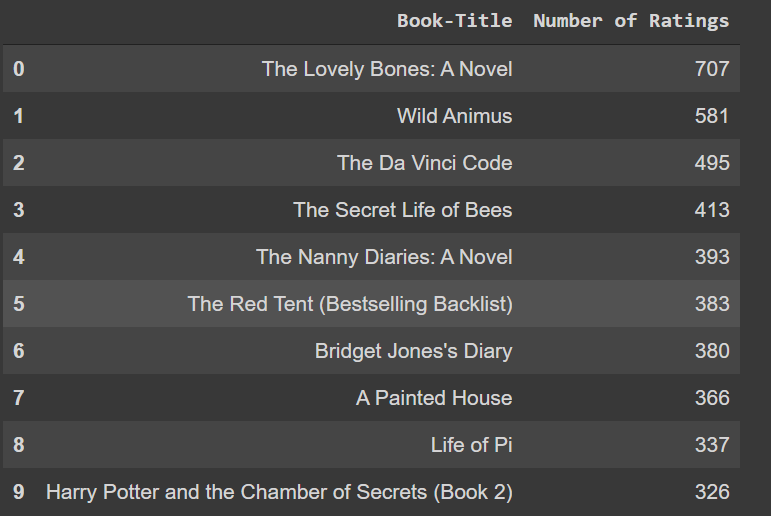 Book-Title Number of Ratings
0 The Lovely Bones: A Novel 707
1 Wild Animus 581
2 The Da Vinci Code 495
3 The Secret Life of Bees 413
4 The Nanny Diaries: A Novel 393
5 The Red Tent (Bestselling Backlist) 383
6 Bridget Jones's Diary 380
7 A Painted House 366
8 Life of Pi 337
9 Harry Potter and the Chamber of Secrets (Book 2) 326